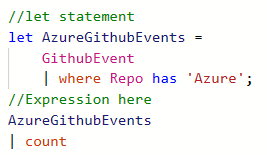 //let statement
let AzureGithubEvents =
    GithubEvent
    | where Repo has 'Azure';
//Expression here
AzureGithubEvents
| count